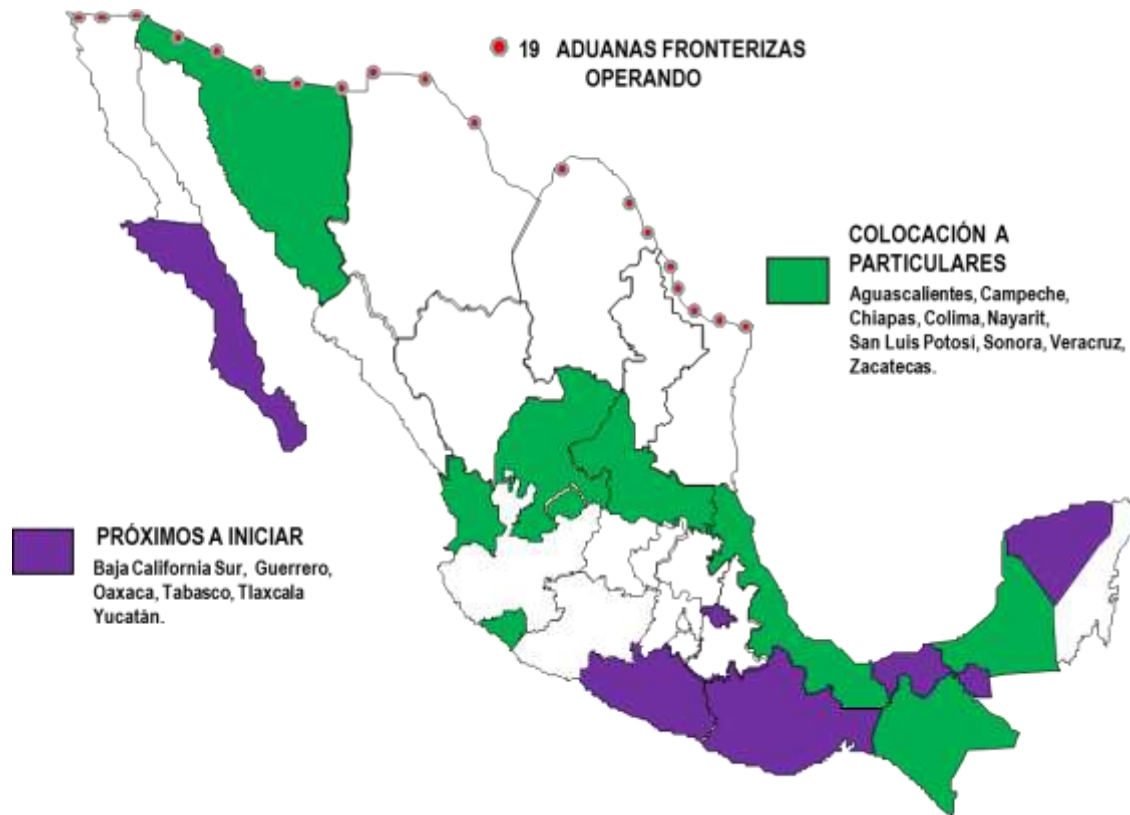 19 ADUANAS FRONTERIZAS
OPERANDO
COLOCACIÓN A
PARTICULARES
Aguascalientes, Campeche,
Chiapas, Colima, Nayarit,
San Luis Potosí, Sonora, Veracruz,
Zacatecas.
PRÓXIMOS A INICIAR
Baja California Sur, Guerrero,
Oaxaca, Tabasco, Tlaxcala
Yucatán.